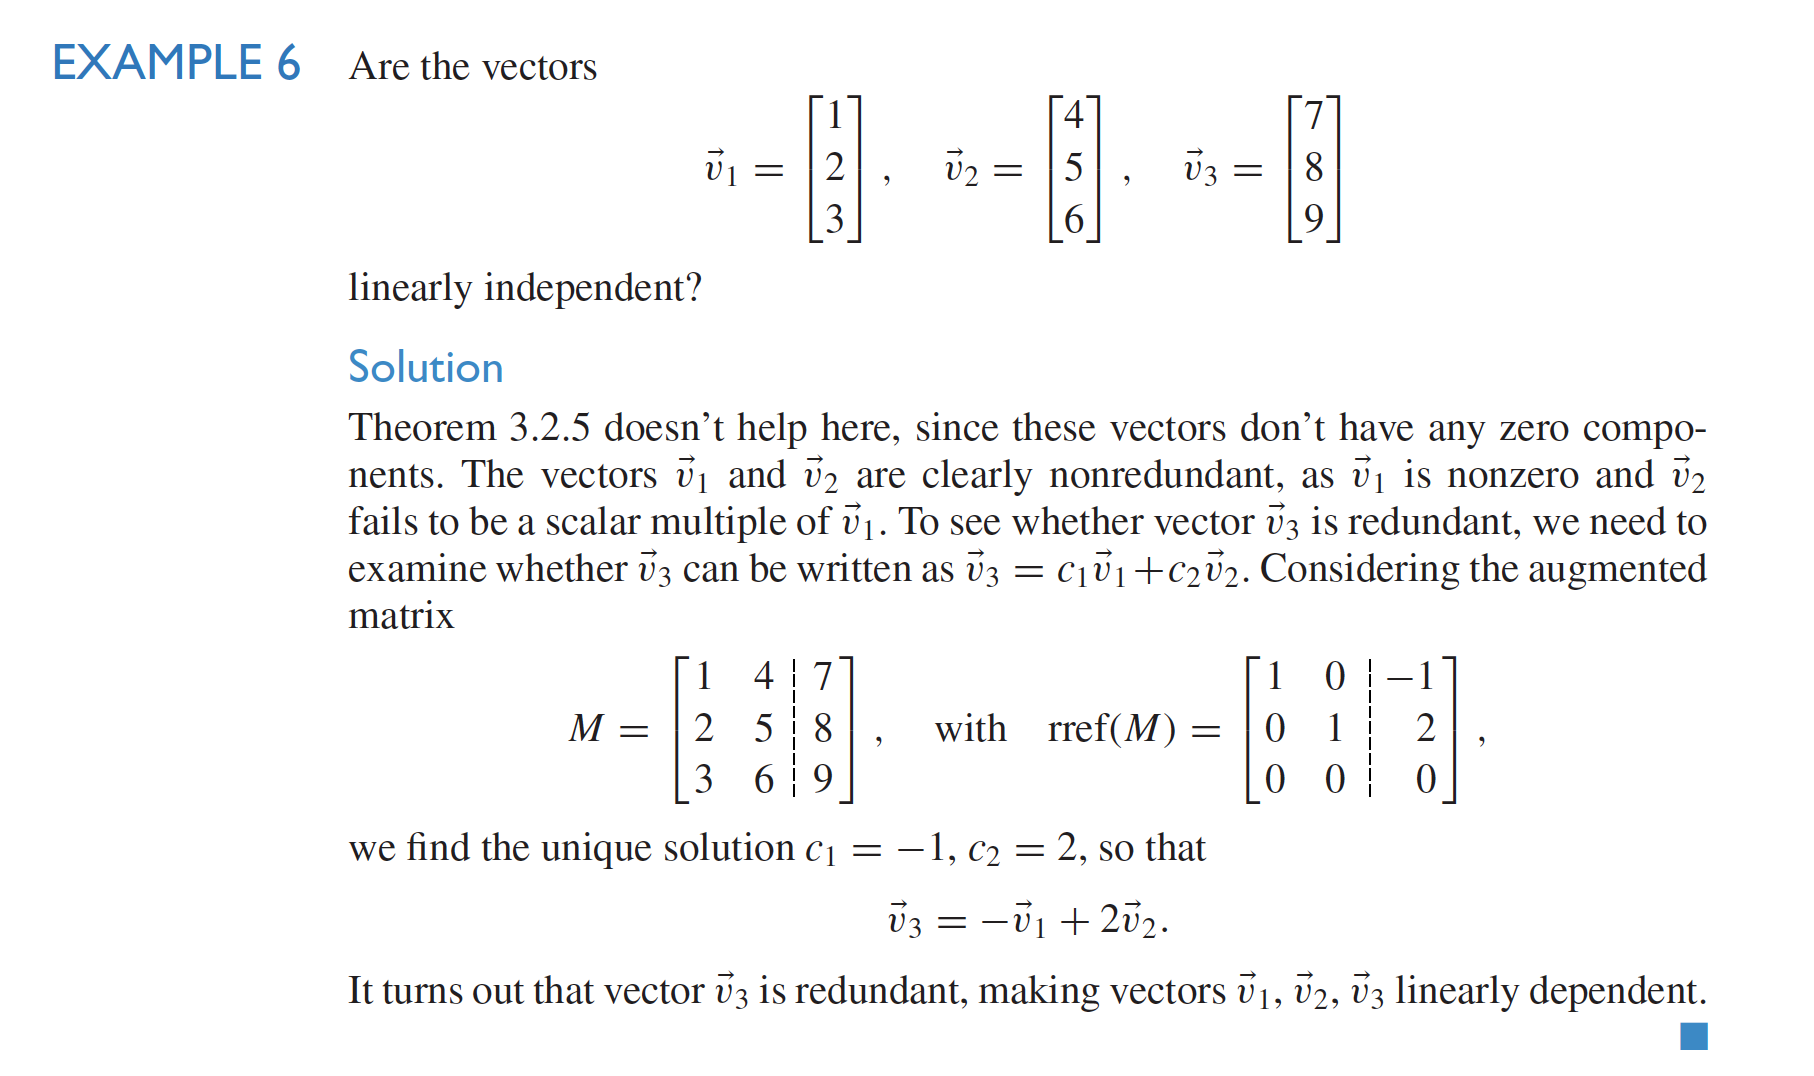 EXAMPLE 6 Are the vectors
$\vec{v}_1 = \begin{bmatrix} 1 \\ 2 \\ 3 \end{bmatrix}, \quad \vec{v}_2 = \begin{bmatrix} 4 \\ 5 \\ 6 \end{bmatrix}, \quad \vec{v}_3 = \begin{bmatrix} 7 \\ 8 \\ 9 \end{bmatrix}$
linearly independent?
Solution
Theorem 3.2.5 doesn't help here, since these vectors don't have any zero compo-
nents. The vectors $\vec{v}_1$ and $\vec{v}_2$ are clearly nonredundant, as $\vec{v}_1$ is nonzero and $\vec{v}_2$
fails to be a scalar multiple of $\vec{v}_1$. To see whether vector $\vec{v}_3$ is redundant, we need to
examine whether $\vec{v}_3$ can be written as $\vec{v}_3 = c_1\vec{v}_1 + c_2\vec{v}_2$. Considering the augmented
matrix
$M = \left[\begin{array}{cc:c} 1 & 4 & 7 \\ 2 & 5 & 8 \\ 3 & 6 & 9 \end{array}\right], \quad \text{with} \quad \text{rref}(M) = \left[\begin{array}{cc:c} 1 & 0 & -1 \\ 0 & 1 & 2 \\ 0 & 0 & 0 \end{array}\right],$
we find the unique solution $c_1 = -1, c_2 = 2$, so that
$\vec{v}_3 = -\vec{v}_1 + 2\vec{v}_2.$
It turns out that vector $\vec{v}_3$ is redundant, making vectors $\vec{v}_1, \vec{v}_2, \vec{v}_3$ linearly dependent.